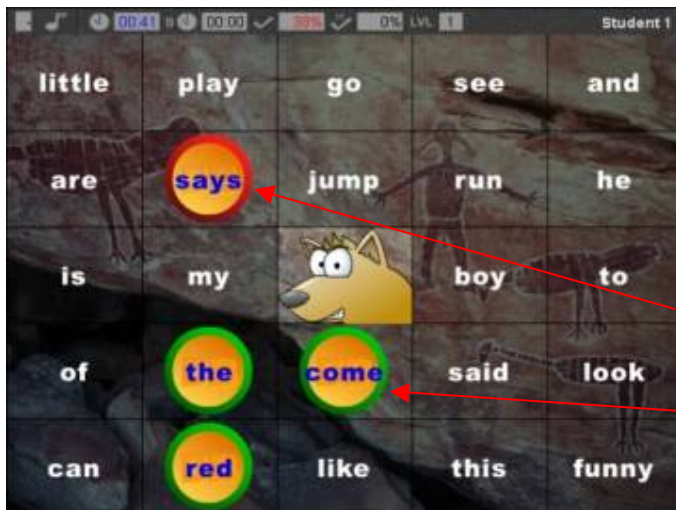 00:41 00:00 38% 0% LVL 1 Student 1
little play go see and
are says jump run he
is my boy to
of the come said look
can red like this funny